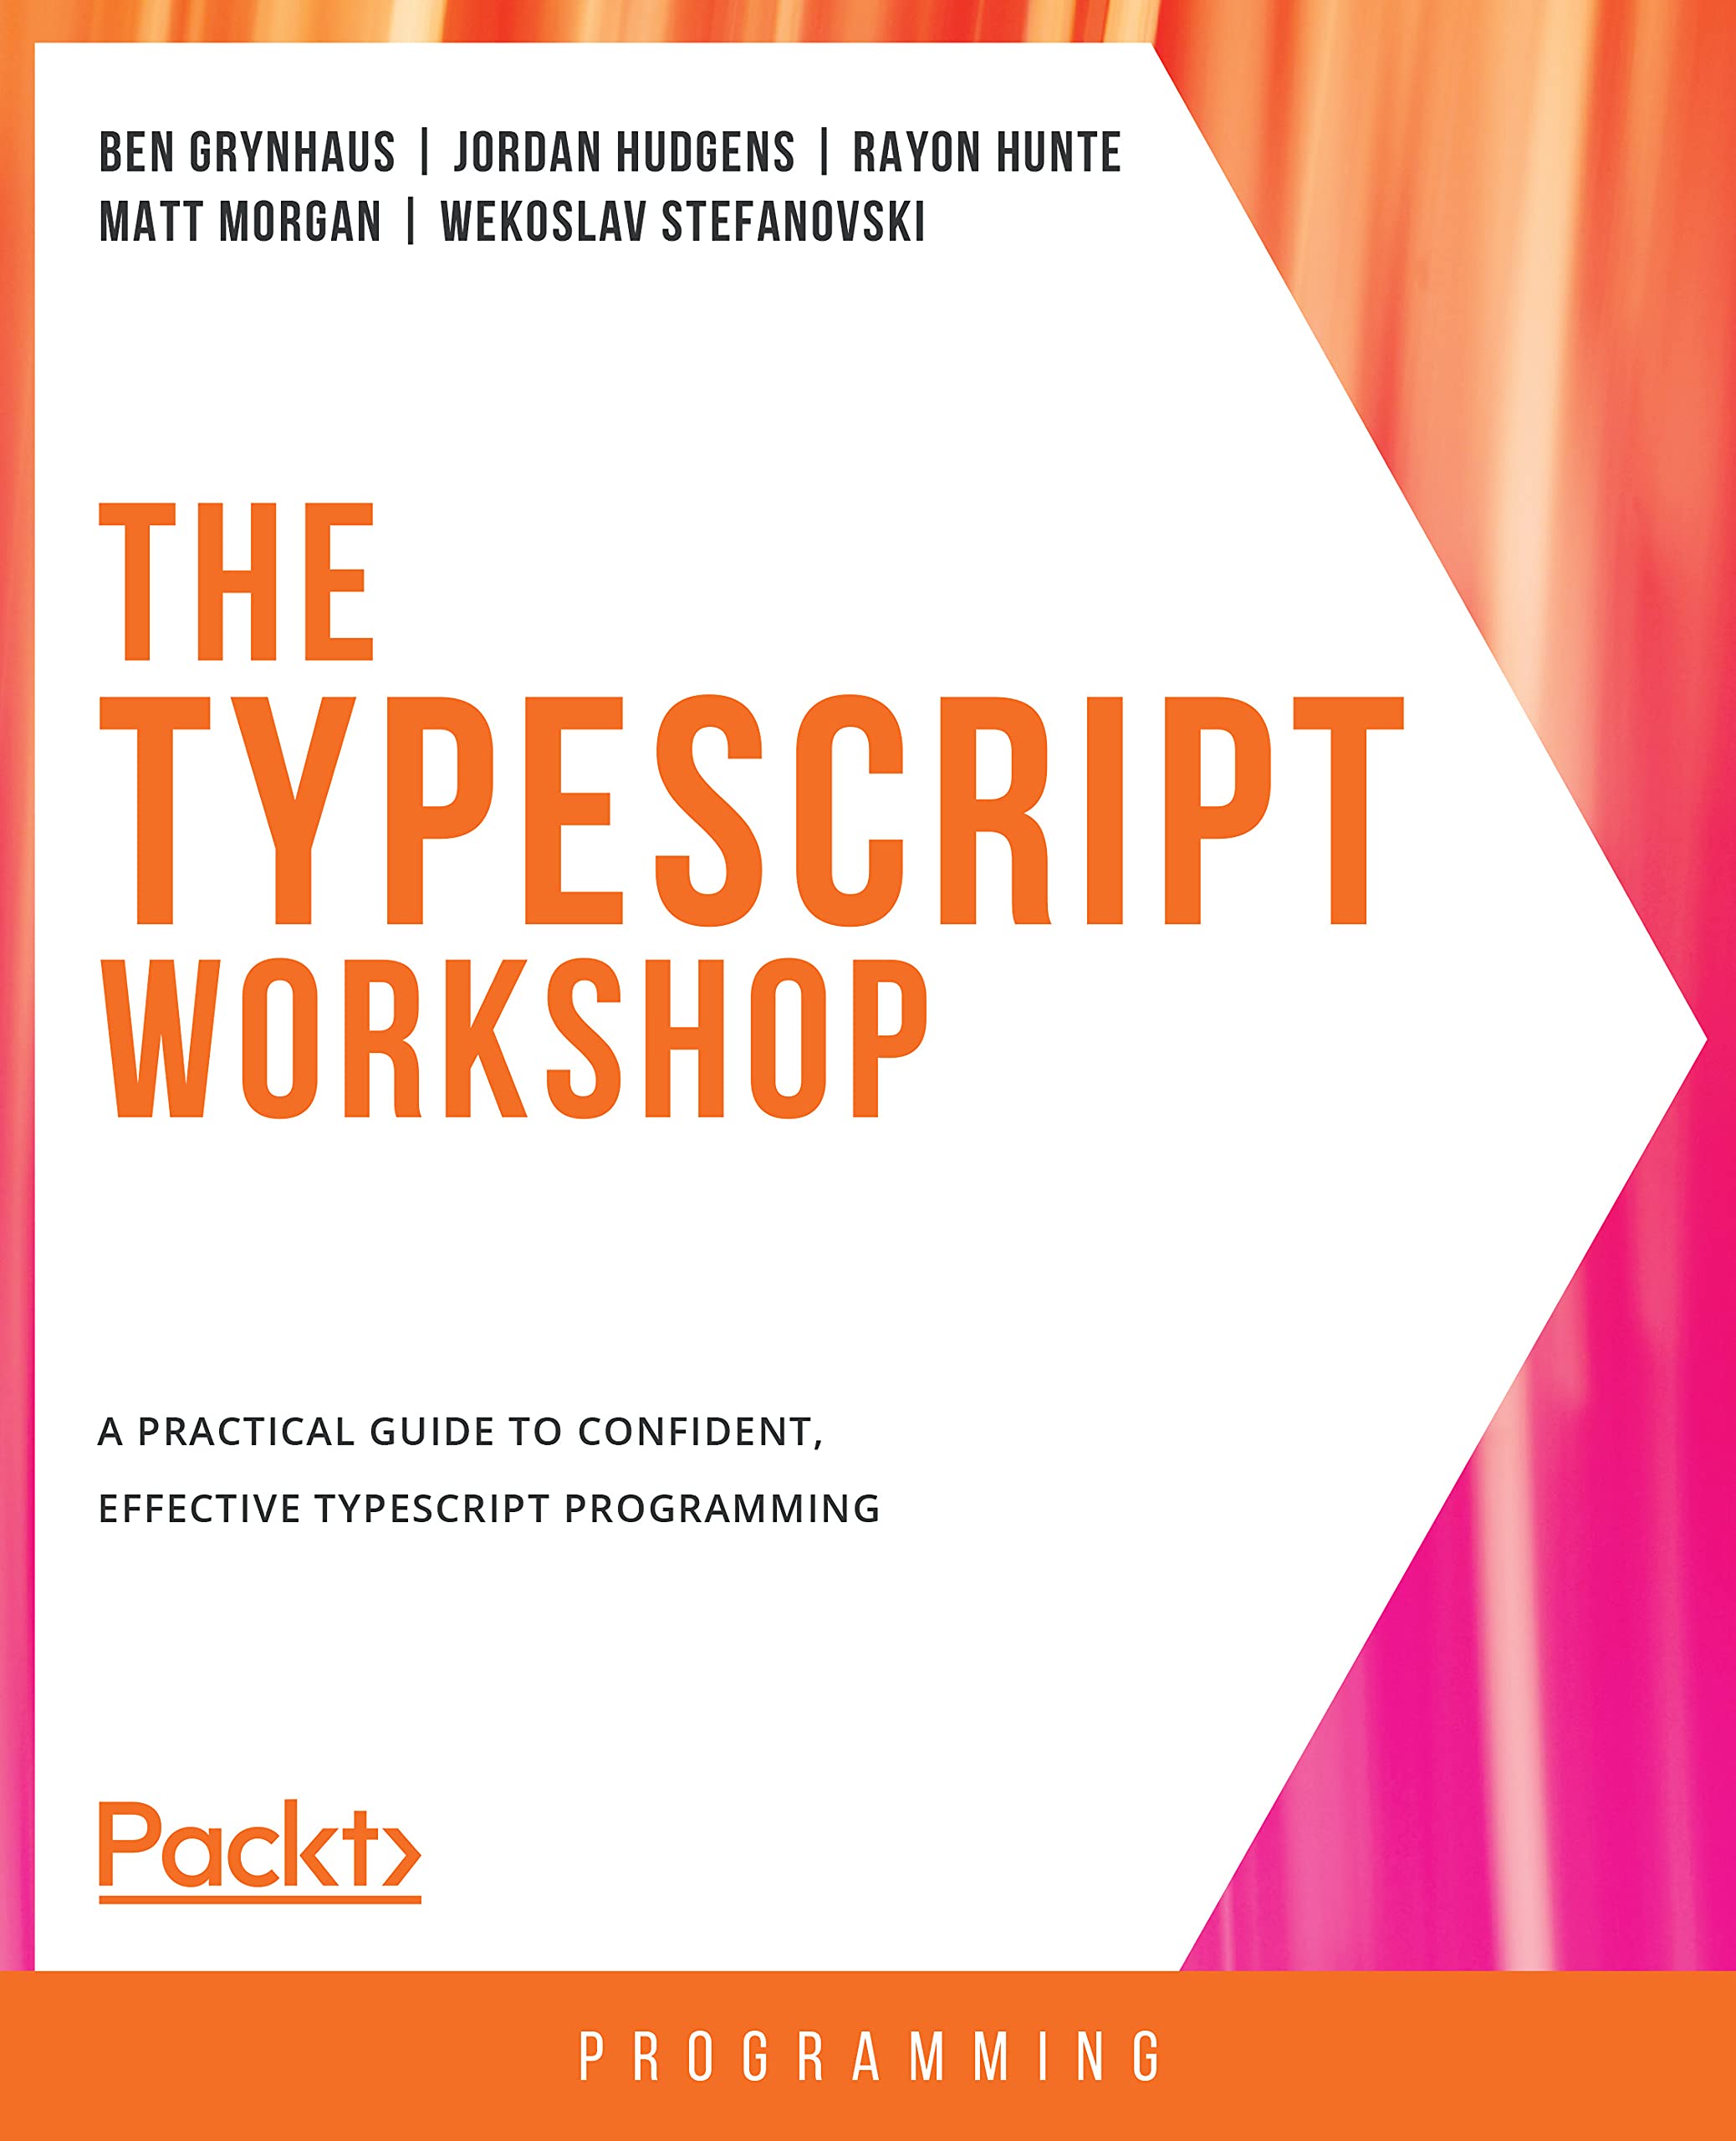 BEN GRYNHAUS | JORDAN HUDGENS | RAYON HUNTE
MATT MORGAN | WEKOSLAV STEFANOVSKI
THE
TYPESCRIPT
WORKSHOP
A PRACTICAL GUIDE TO CONFIDENT,
EFFECTIVE TYPESCRIPT PROGRAMMING
Packt>
PROGRAMMING